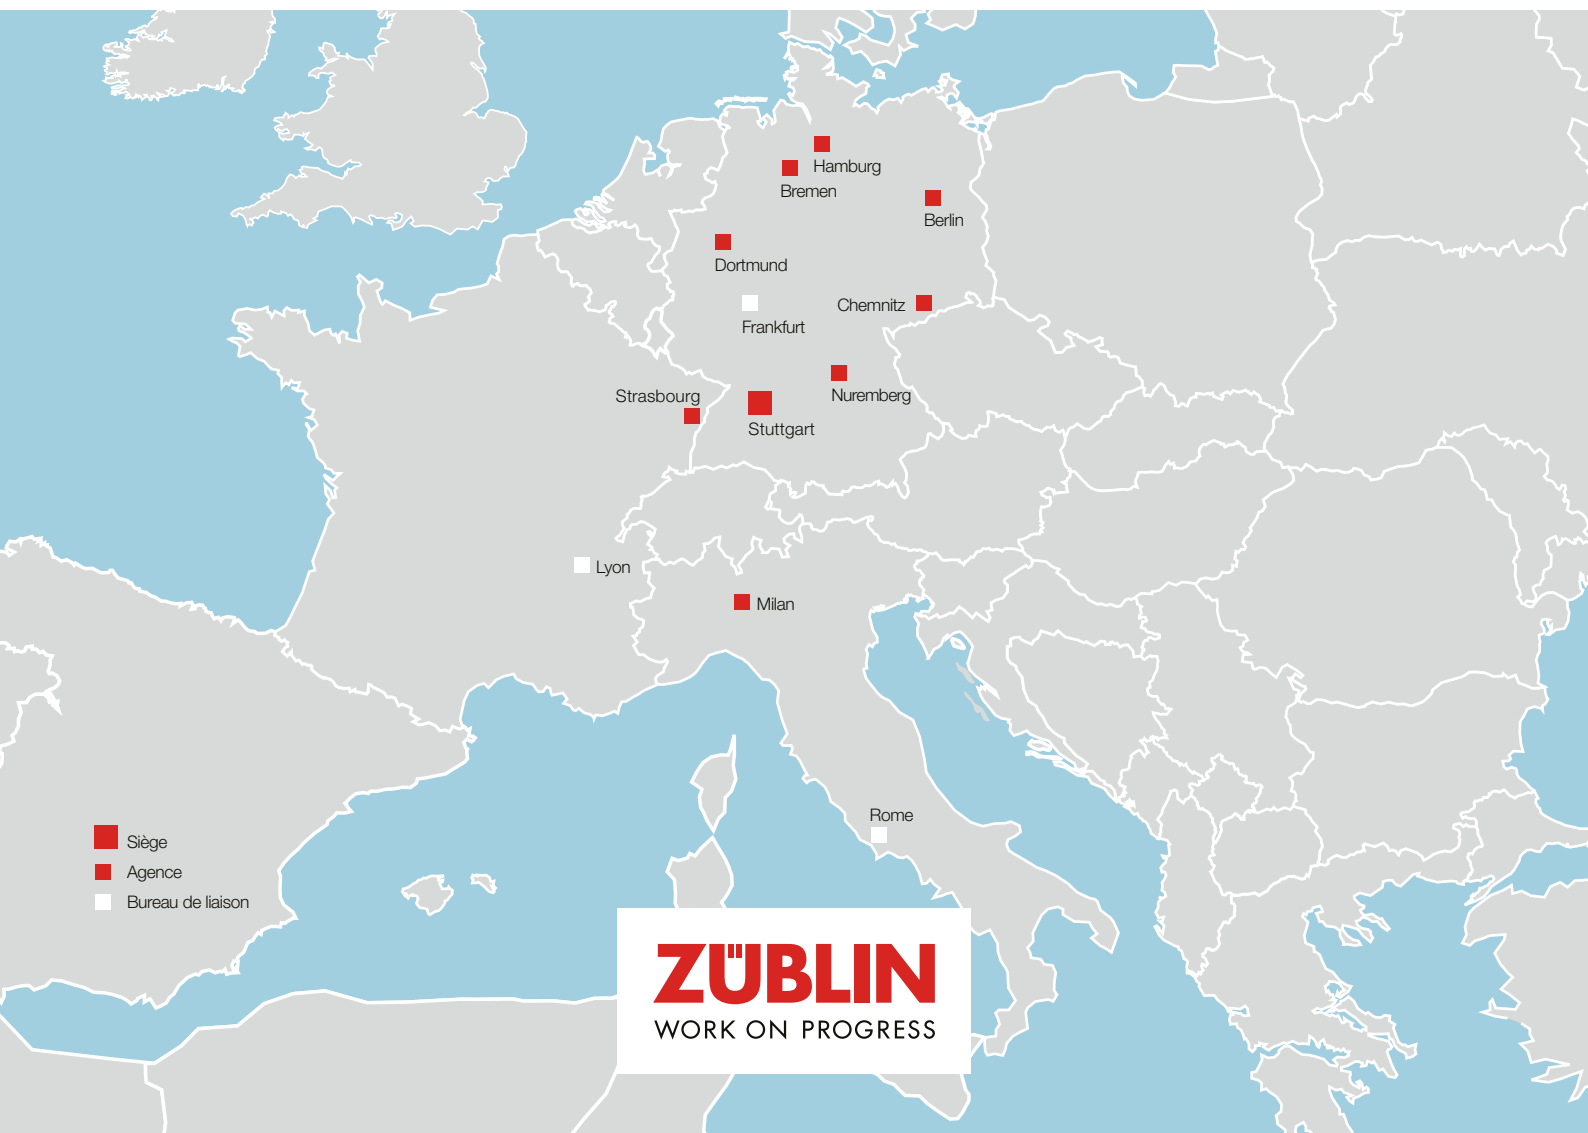 Hamburg
Bremen
Berlin
Dortmund
Chemnitz
Frankfurt
Strasbourg
Nuremberg
Stuttgart
Lyon
Milan
Rome
Siège
Agence
Bureau de liaison
ZÜBLIN
WORK ON PROGRESS